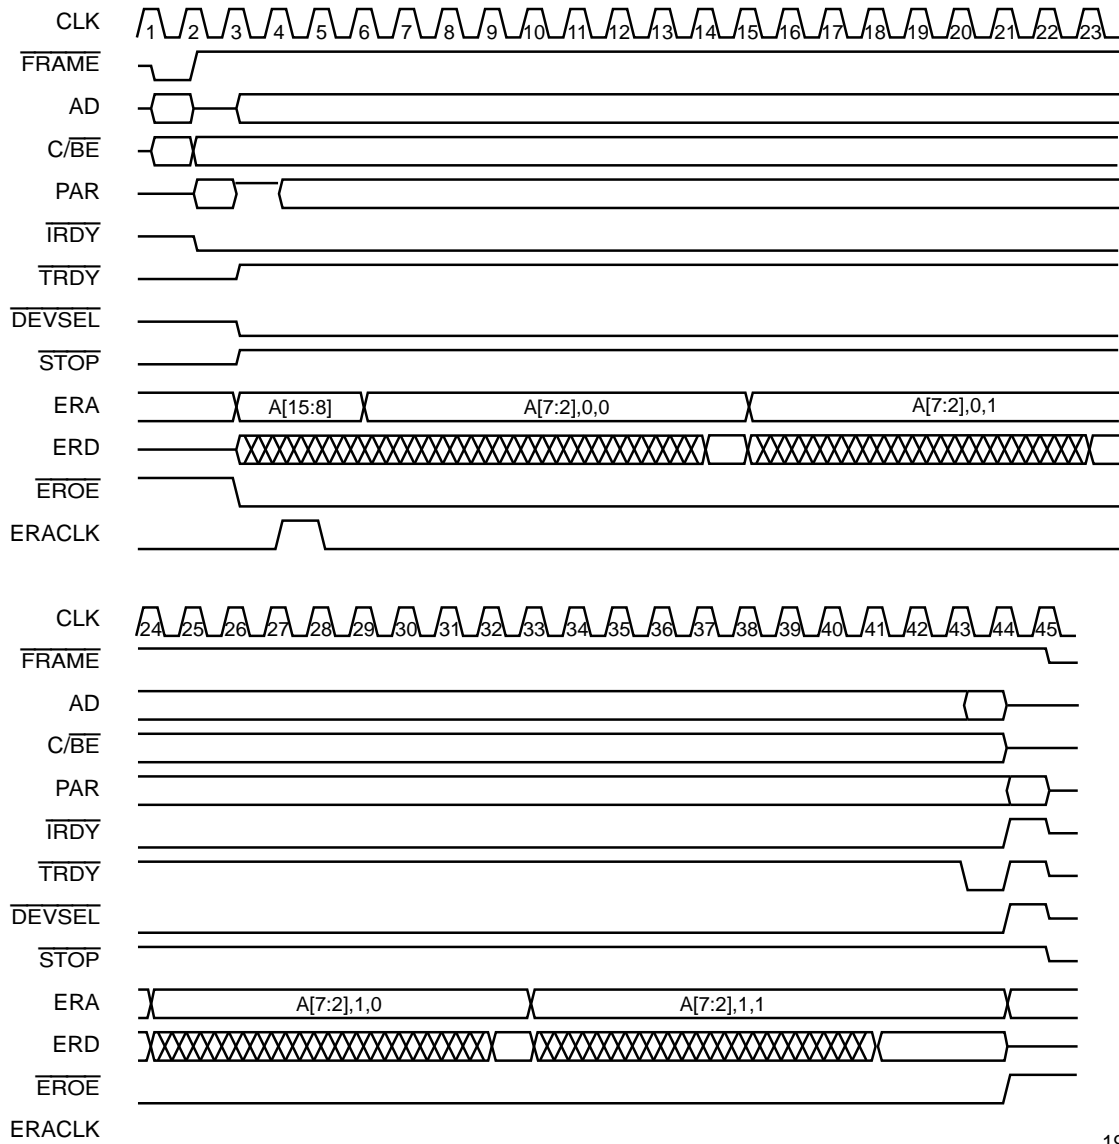 CLK 1 2 3 4 5 6 7 8 9 10 11 12 13 14 15 16 17 18 19 20 21 22 23
FRAME
AD
C/BE
PAR
IRDY
TRDY
DEVSEL
STOP
ERA A[15:8] A[7:2],0,0 A[7:2],0,1
ERD
EROE
ERACLK
CLK 24 25 26 27 28 29 30 31 32 33 34 35 36 37 38 39 40 41 42 43 44 45
FRAME
AD
C/BE
PAR
IRDY
TRDY
DEVSEL
STOP
ERA A[7:2],1,0 A[7:2],1,1
ERD
EROE
ERACLK